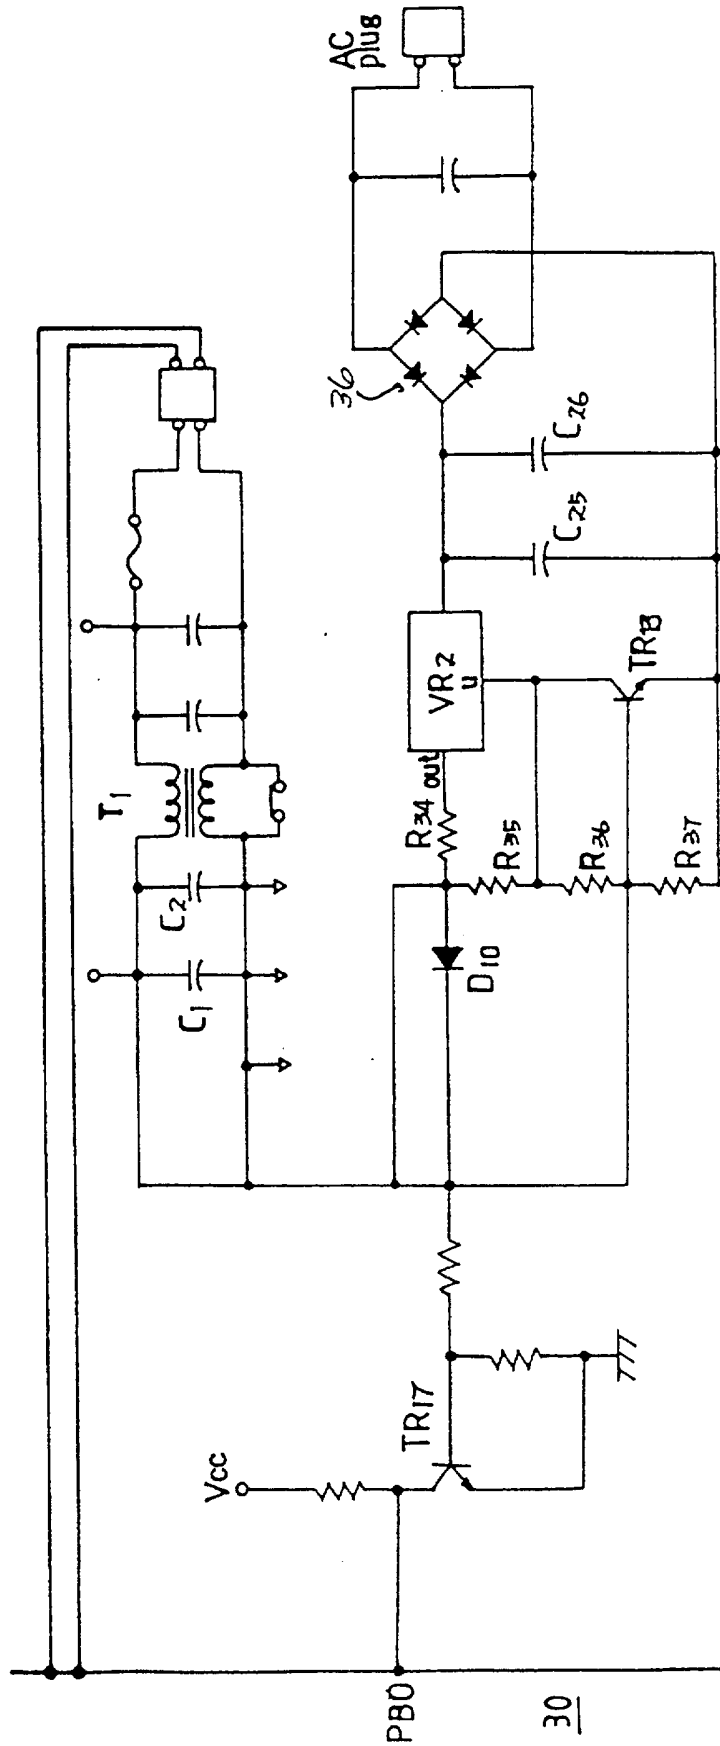 AC
plug
36
T1
C2
C1
C26
C25
VR2
u
out
R34
R35
R36
R37
TR13
D10
TR17
Vcc
PB0
30